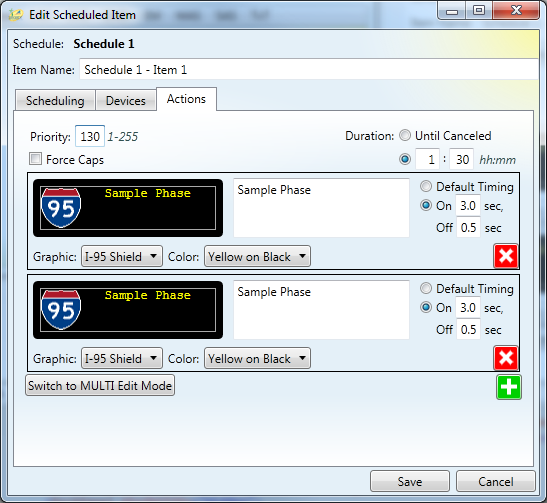 Edit Scheduled Item
Schedule: Schedule 1
Item Name: Schedule 1 - Item 1
Scheduling Devices Actions
Priority: 130 1-255 Duration: Until Canceled
Force Caps 1 : 30 hh:mm
95 Sample Phase Sample Phase Default Timing
On 3.0 sec,
Off 0.5 sec
Graphic: I-95 Shield Color: Yellow on Black
95 Sample Phase Sample Phase Default Timing
On 3.0 sec,
Off 0.5 sec
Graphic: I-95 Shield Color: Yellow on Black
Switch to MULTI Edit Mode
Save Cancel